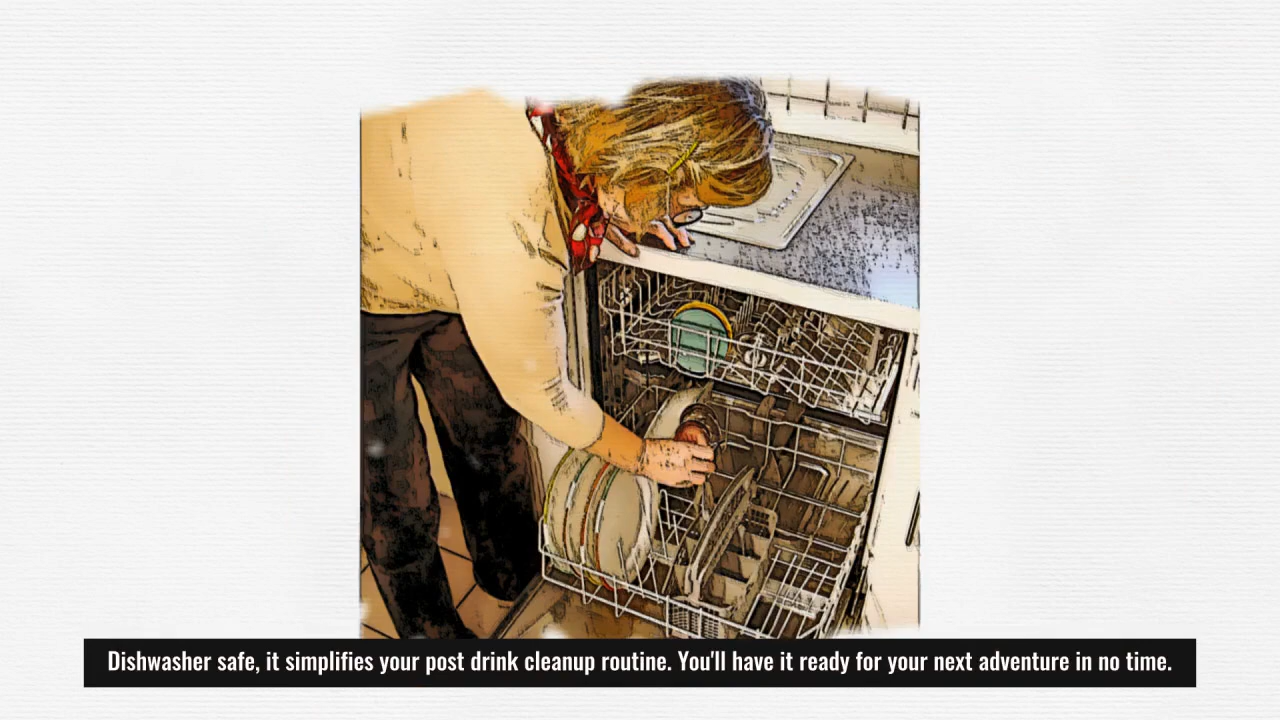 Dishwasher safe, it simplifies your post drink cleanup routine. You'll have it ready for your next adventure in no time.